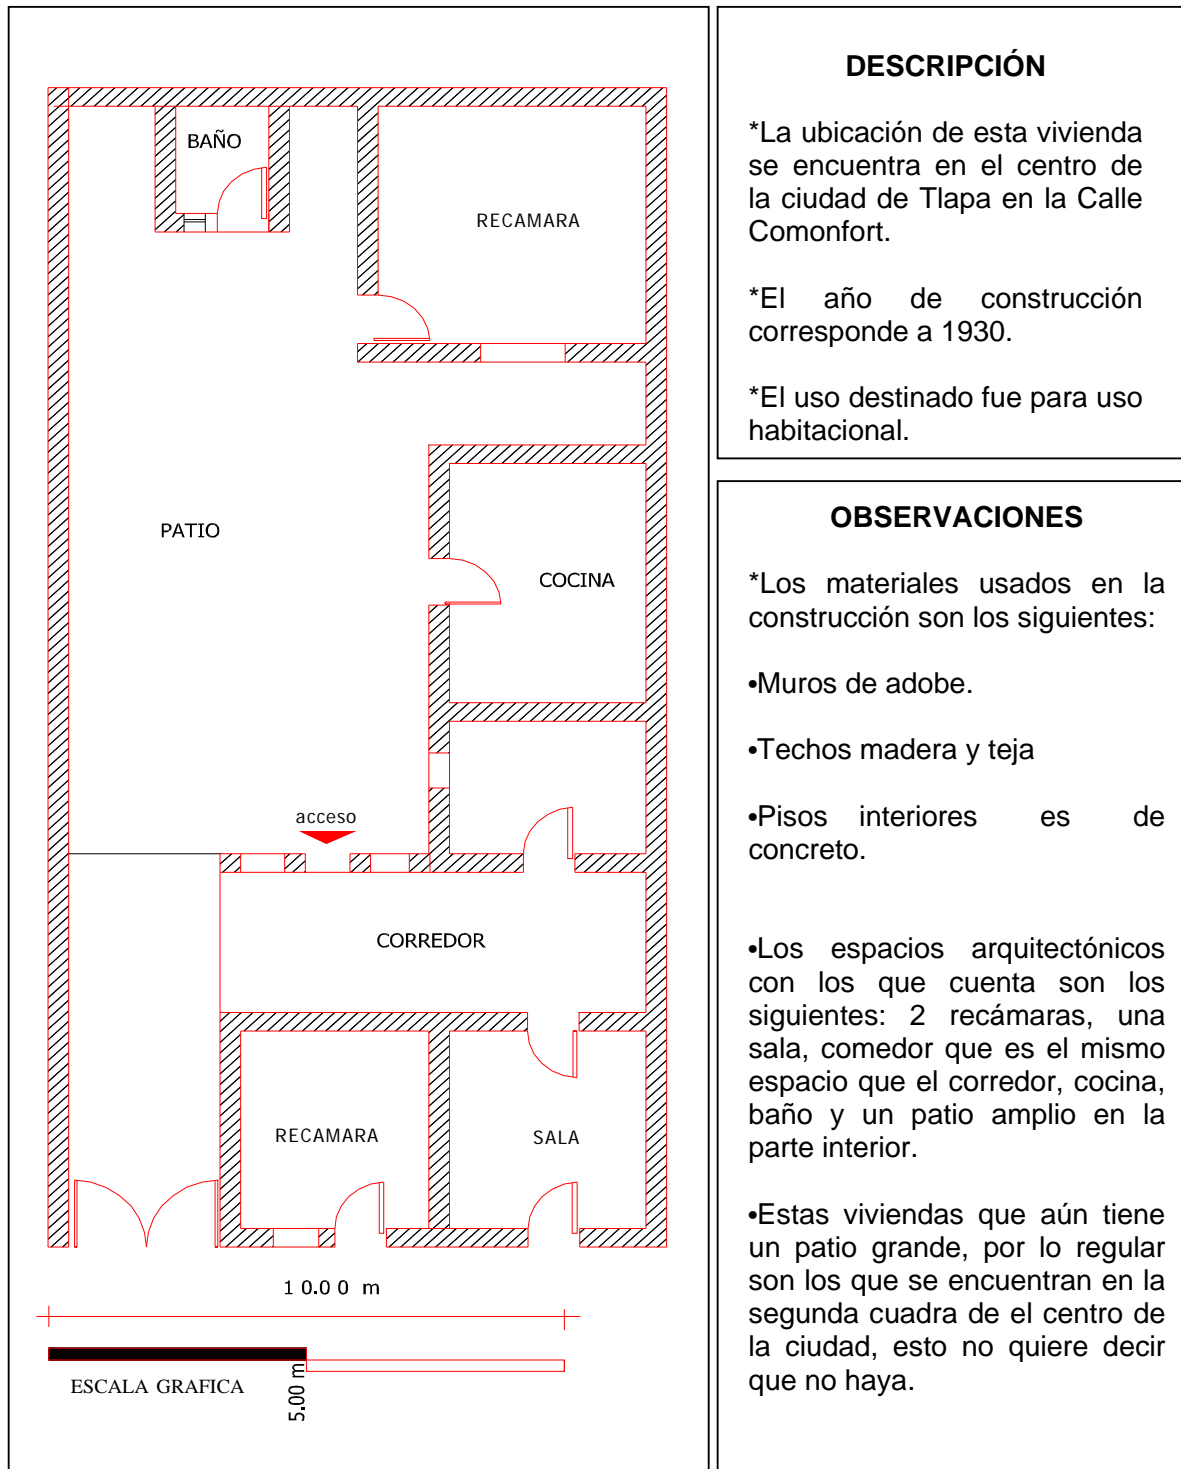 BAÑO
RECAMARA
PATIO
COCINA
acceso
CORREDOR
RECAMARA
SALA
10.00 m
5.00 m
ESCALA GRAFICA
DESCRIPCIÓN
*La ubicación de esta vivienda
se encuentra en el centro de
la ciudad de Tlapa en la Calle
Comonfort.
*El año de construcción
corresponde a 1930.
*El uso destinado fue para uso
habitacional.
OBSERVACIONES
*Los materiales usados en la
construcción son los siguientes:
•Muros de adobe.
•Techos madera y teja
•Pisos interiores es de
concreto.
•Los espacios arquitectónicos
con los que cuenta son los
siguientes: 2 recámaras, una
sala, comedor que es el mismo
espacio que el corredor, cocina,
baño y un patio amplio en la
parte interior.
•Estas viviendas que aún tiene
un patio grande, por lo regular
son los que se encuentran en la
segunda cuadra de el centro de
la ciudad, esto no quiere decir
que no haya.